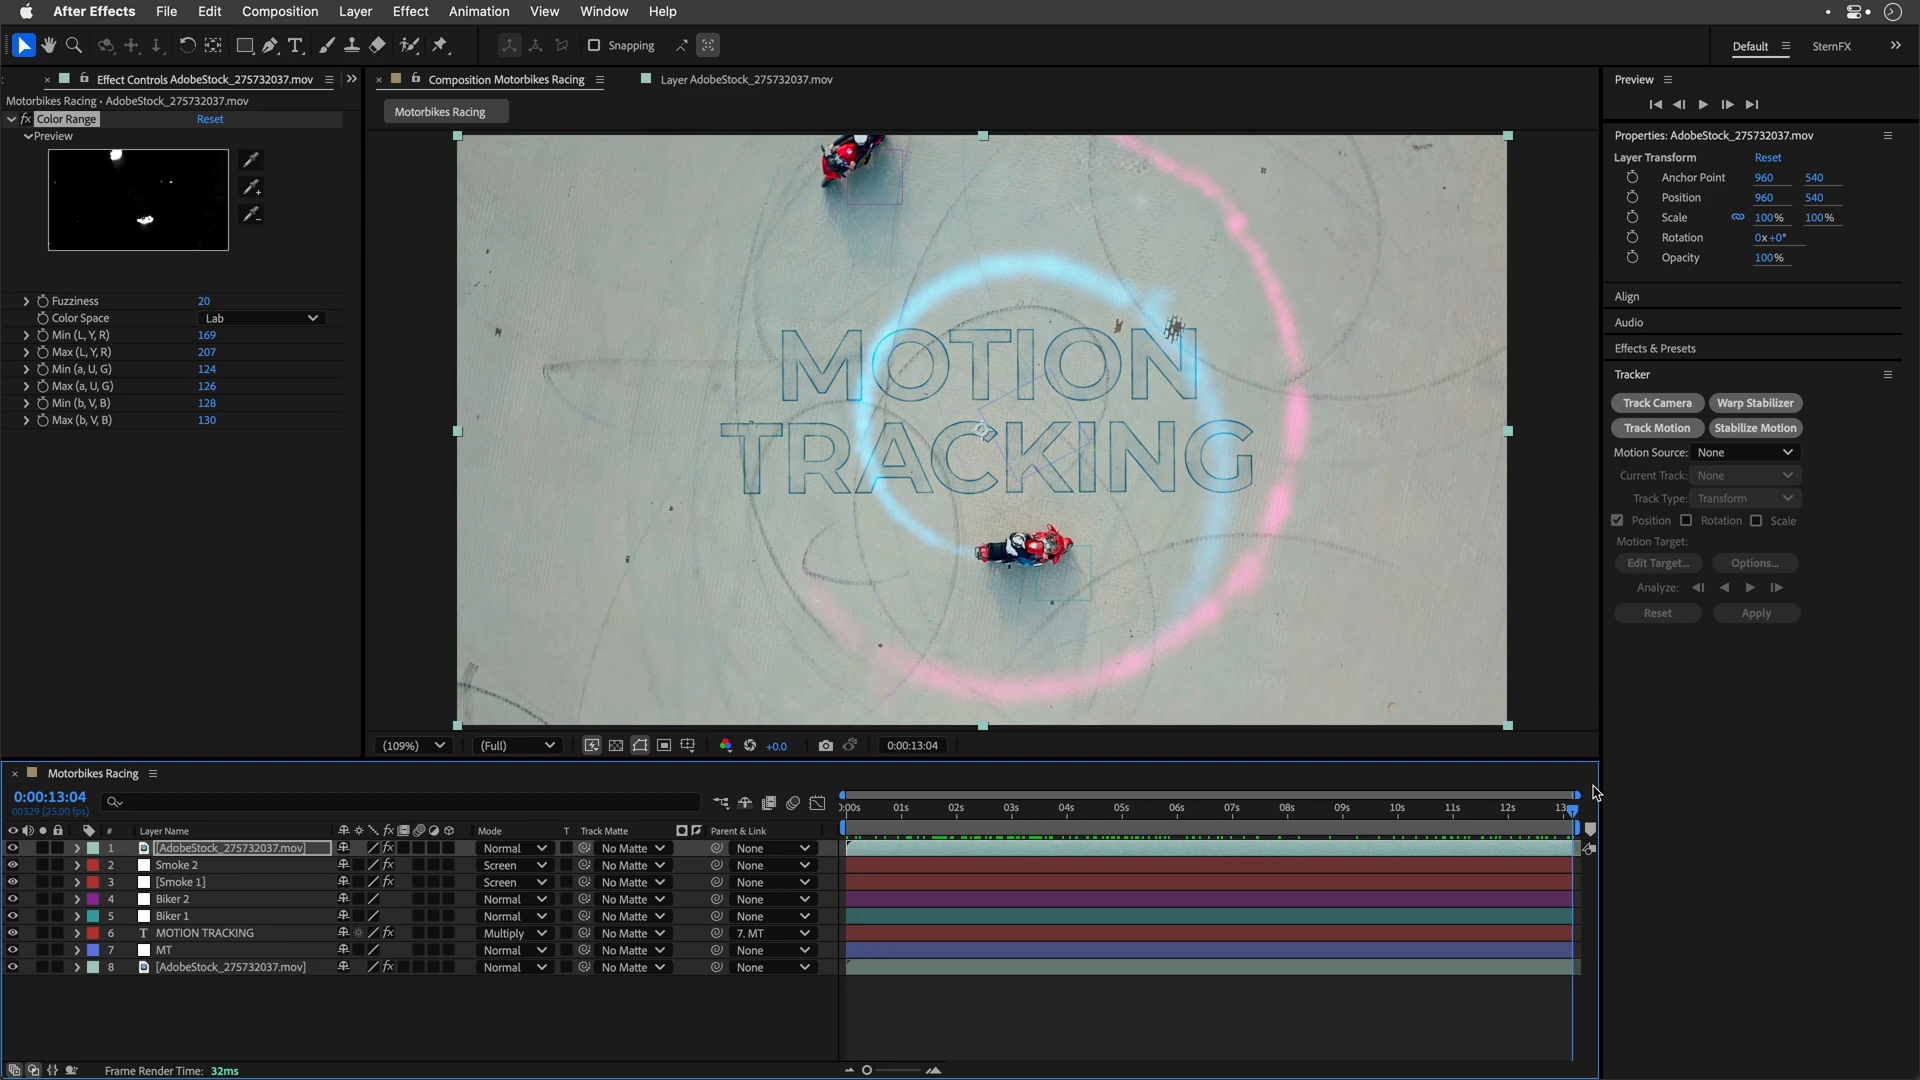 After Effects File Edit Composition Layer Effect Animation View Window Help
Snapping Default SternFX
Effect Controls AdobeStock_275732037.mov
Composition Motorbikes Racing
Layer AdobeStock_275732037.mov
Preview
Motorbikes Racing • AdobeStock_275732037.mov
fx Color Range Reset
Preview
Motorbikes Racing
Fuzziness 20
Color Space Lab
Min (L, Y, R) 169
Max (L, Y, R) 207
Min (a, U, G) 124
Max (a, U, G) 126
Min (b, V, B) 128
Max (b, V, B) 130
MOTION
TRACKING
Properties: AdobeStock_275732037.mov
Layer Transform Reset
Anchor Point 960 540
Position 960 540
Scale 100% 100%
Rotation 0x+0°
Opacity 100%
Align
Audio
Effects & Presets
Tracker
Track Camera Warp Stabilizer
Track Motion Stabilize Motion
Motion Source: None
Current Track: None
Track Type: Transform
Position Rotation Scale
Motion Target:
Edit Target... Options...
Analyze:
Reset Apply
(109%) (Full) +0.0 0:00:13:04
Motorbikes Racing
0:00:13:04
00329 (25.00 fps)
01s 02s 03s 04s 05s 06s 07s 08s 09s 10s 11s 12s
# Layer Name fx Mode T Track Matte Parent & Link
1 [AdobeStock_275732037.mov] fx Normal No Matte None
2 Smoke 2 fx Screen No Matte None
3 [Smoke 1] fx Screen No Matte None
4 Biker 2 Normal No Matte None
5 Biker 1 Normal No Matte None
6 T MOTION TRACKING fx Multiply No Matte 7. MT
7 MT Normal No Matte None
8 [AdobeStock_275732037.mov] fx Normal No Matte None
Frame Render Time: 32ms